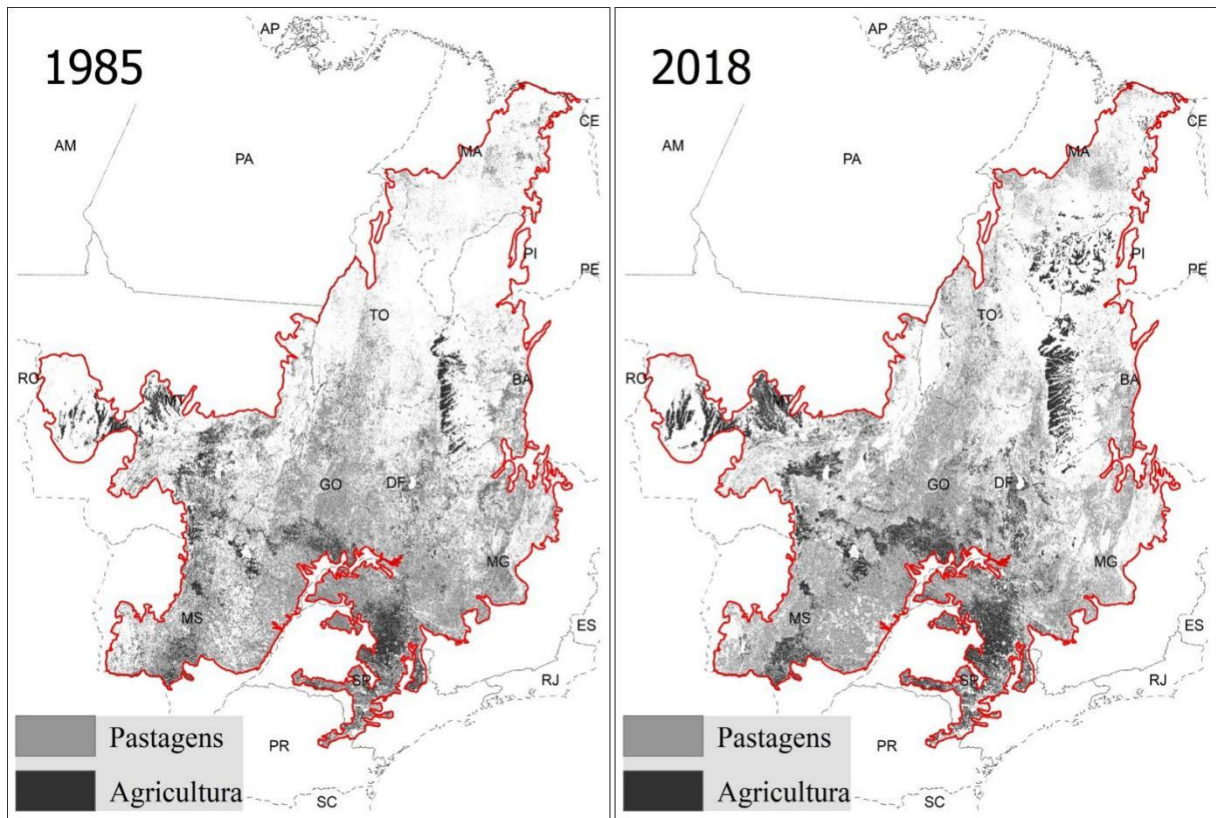 1985
AP
AM
PA
MA
CE
PI
PE
TO
RO
MT
BA
GO
DF
MG
MS
ES
SP
RJ
PR
SC
Pastagens
Agricultura
2018
AP
AM
PA
MA
CE
PI
PE
TO
RO
MT
BA
GO
DF
MG
MS
ES
SP
RJ
PR
SC
Pastagens
Agricultura